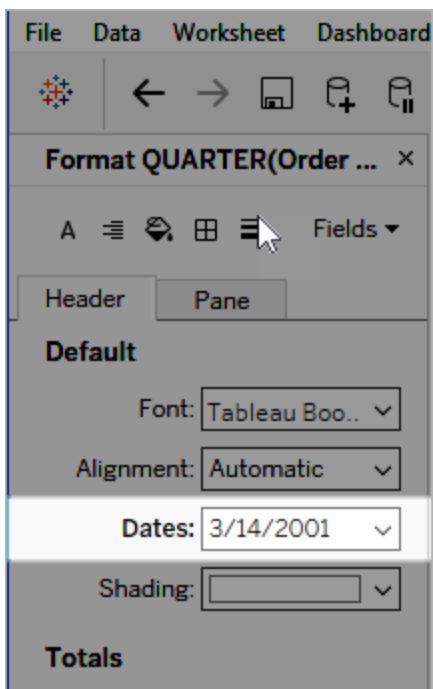 File Data Worksheet Dashboard
Format QUARTER(Order ... ×
A Fields
Header Pane
Default
Font: Tableau Boo..
Alignment: Automatic
Dates: 3/14/2001
Shading:
Totals